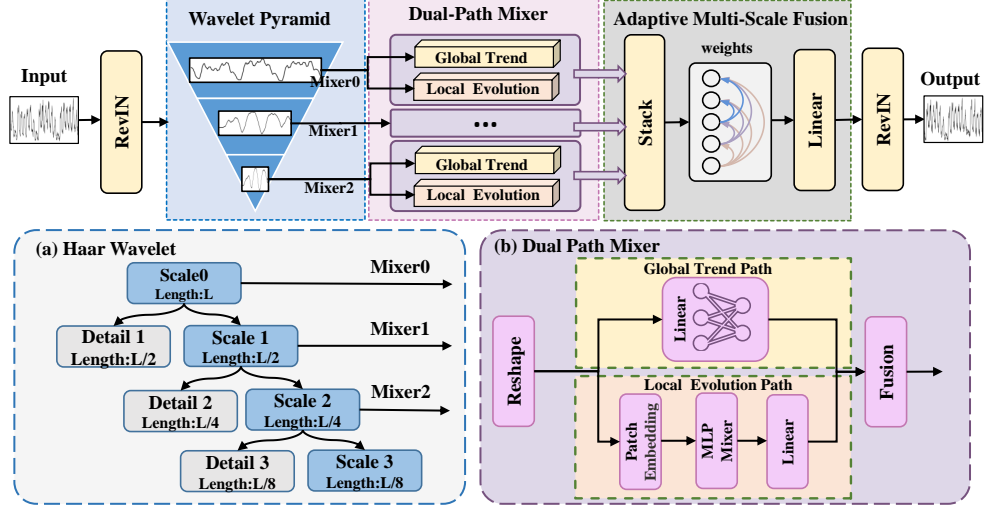 Wavelet Pyramid
Dual-Path Mixer
Adaptive Multi-Scale Fusion
Input
RevIN
Mixer0
Mixer1
Mixer2
Global Trend
Local Evolution
...
Global Trend
Local Evolution
Stack
weights
Linear
RevIN
Output
(a) Haar Wavelet
Scale0
Length:L
Mixer0
Detail 1
Length:L/2
Scale 1
Length:L/2
Mixer1
Detail 2
Length:L/4
Scale 2
Length:L/4
Mixer2
Detail 3
Length:L/8
Scale 3
Length:L/8
(b) Dual Path Mixer
Reshape
Global Trend Path
Linear
Local Evolution Path
Patch
Embedding
MLP
Mixer
Linear
Fusion